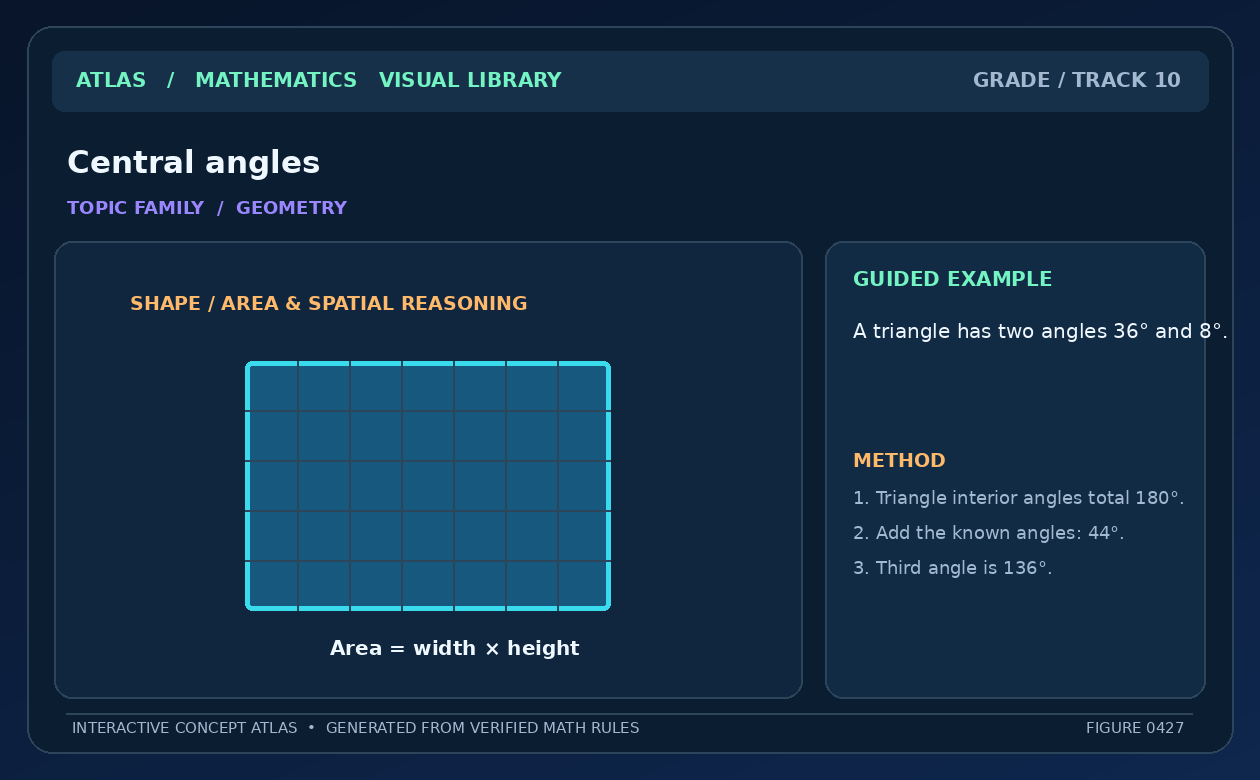 ATLAS / MATHEMATICS VISUAL LIBRARY
GRADE / TRACK 10
Central angles
TOPIC FAMILY / GEOMETRY
SHAPE / AREA & SPATIAL REASONING
Area = width × height
GUIDED EXAMPLE
A triangle has two angles 36° and 8°.
METHOD
1. Triangle interior angles total 180°.
2. Add the known angles: 44°.
3. Third angle is 136°.
INTERACTIVE CONCEPT ATLAS • GENERATED FROM VERIFIED MATH RULES
FIGURE 0427